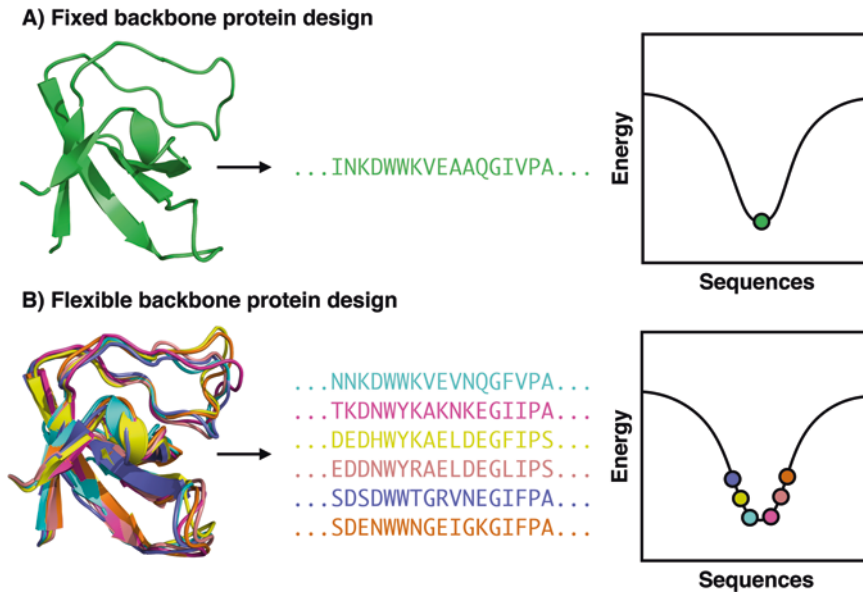 A) Fixed backbone protein design
...INKDWWKVEAAQGIVPA...
Energy
Sequences
B) Flexible backbone protein design
...NNKDWWKVEVNQGFVPA...
...TKDNWYKAKNKEGIIPA...
...DEDHWYKAELDEGFIPS...
...EDDNWYRAELDEGLIPS...
...SDSDWWTGRVNEGIFPA...
...SDENWWNGEIGKGIFPA...
Energy
Sequences